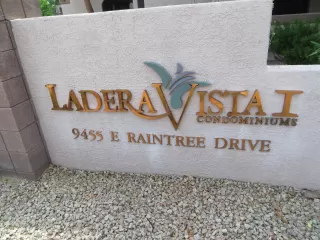 LADERA VISTA I
CONDOMINIUMS
9455 E RAINTREE DRIVE